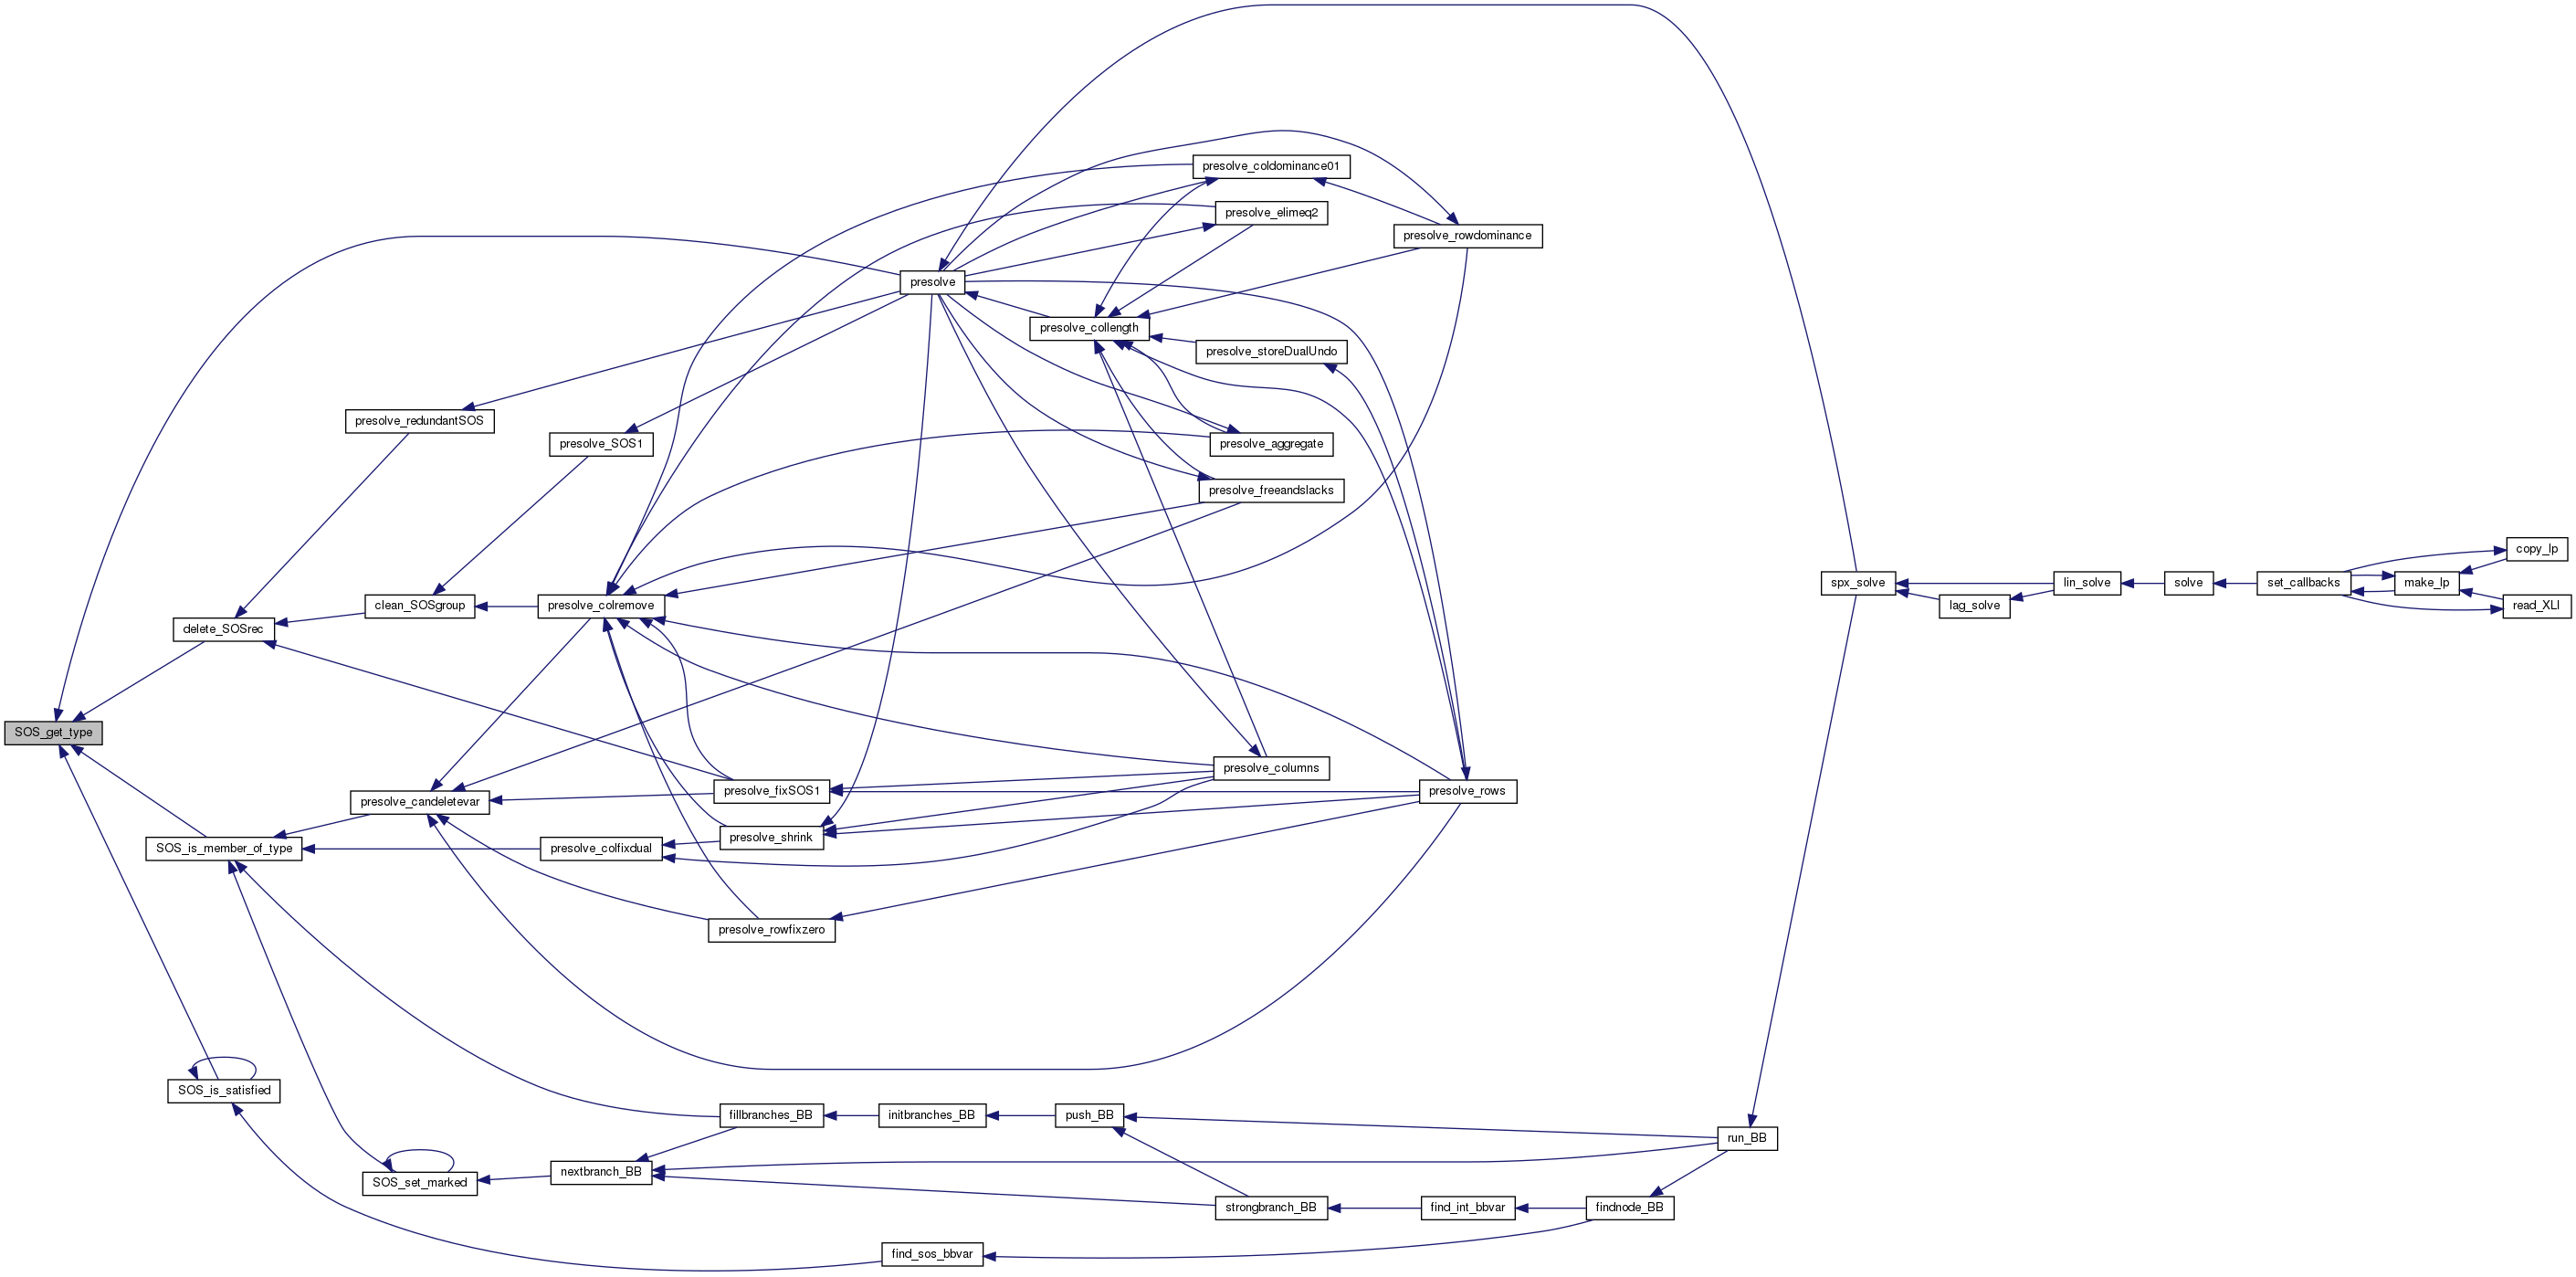 presolve_coldominance01
presolve_elimeq2
presolve_rowdominance
presolve
presolve_collength
presolve_storeDualUndo
presolve_redundantSOS
presolve_SOS1
presolve_aggregate
presolve_freeandslacks
copy_lp
spx_solve
lin_solve
solve
set_callbacks
make_lp
clean_SOSgroup
presolve_colremove
lag_solve
read_XLI
delete_SOSrec
SOS_get_type
presolve_columns
presolve_candeletevar
presolve_fixSOS1
presolve_rows
presolve_shrink
SOS_is_member_of_type
presolve_colfixdual
presolve_rowfixzero
SOS_is_satisfied
fillbranches_BB
initbranches_BB
push_BB
run_BB
nextbranch_BB
SOS_set_marked
strongbranch_BB
find_int_bbvar
findnode_BB
find_sos_bbvar